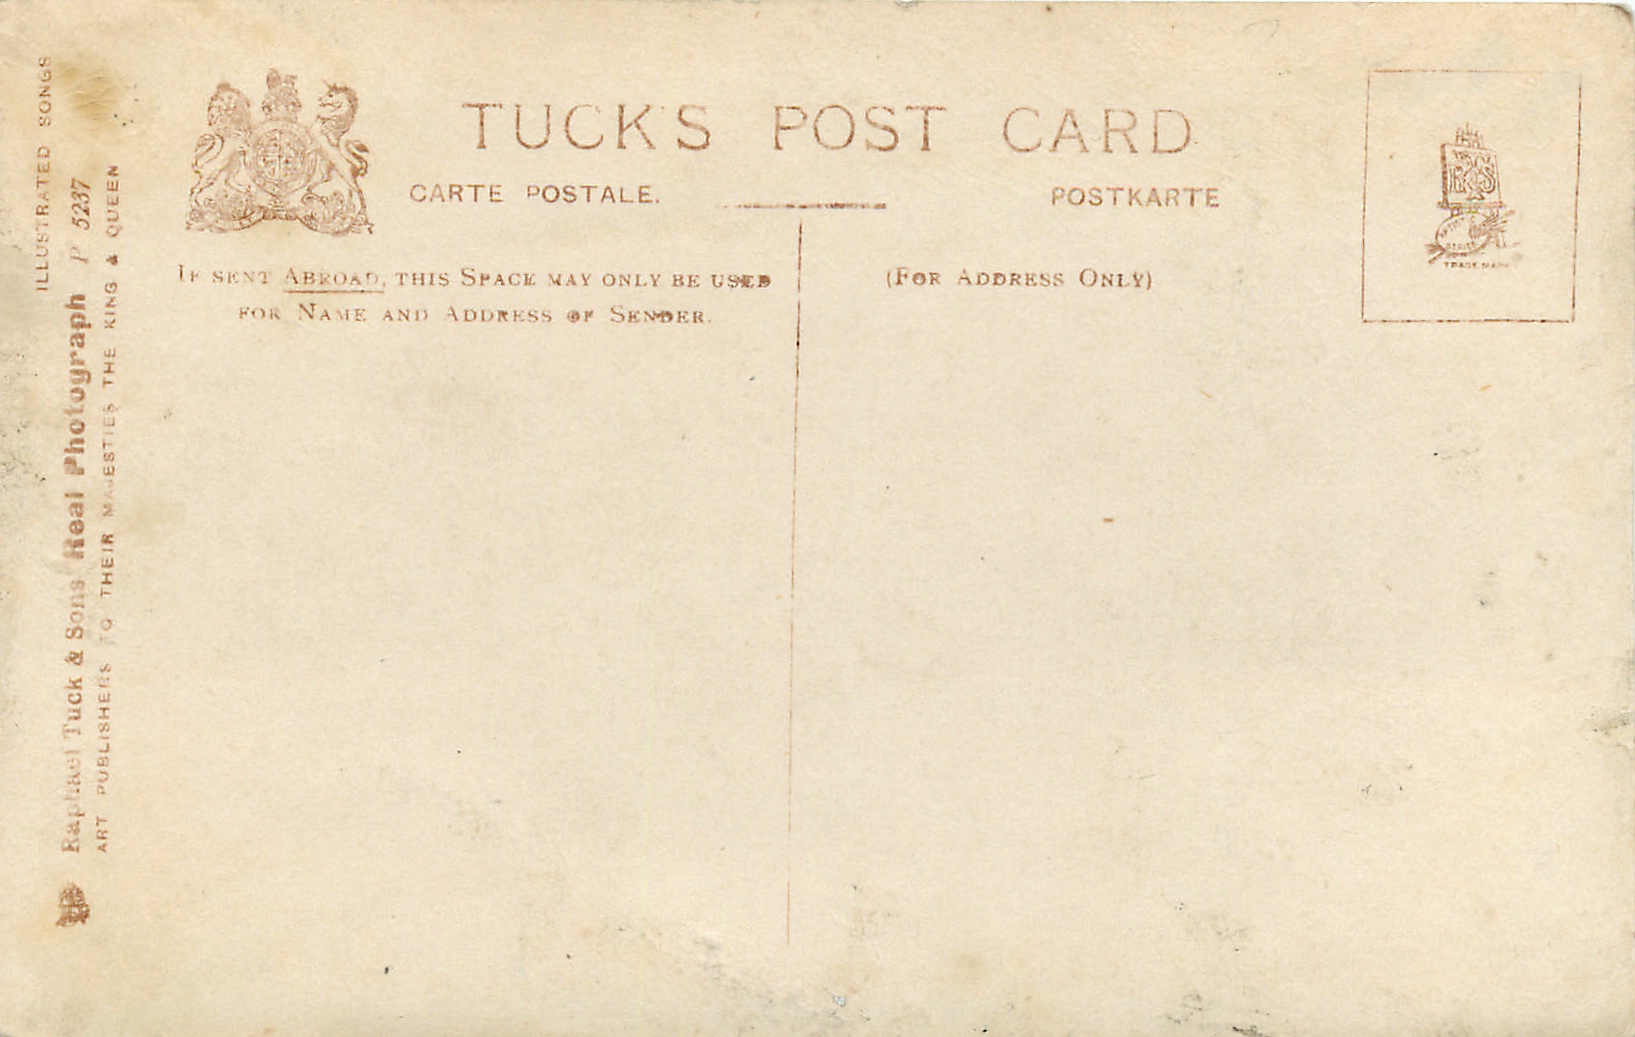 TUCK'S POST CARD
CARTE POSTALE.
POSTKARTE
IF SENT ABROAD, THIS SPACE MAY ONLY BE USED
FOR NAME AND ADDRESS OF SENDER.
(FOR ADDRESS ONLY)
TRADE MARK
ILLUSTRATED SONGS
Raphael Tuck & Sons Real Photograph P 5237
ART PUBLISHERS TO THEIR MAJESTIES THE KING & QUEEN